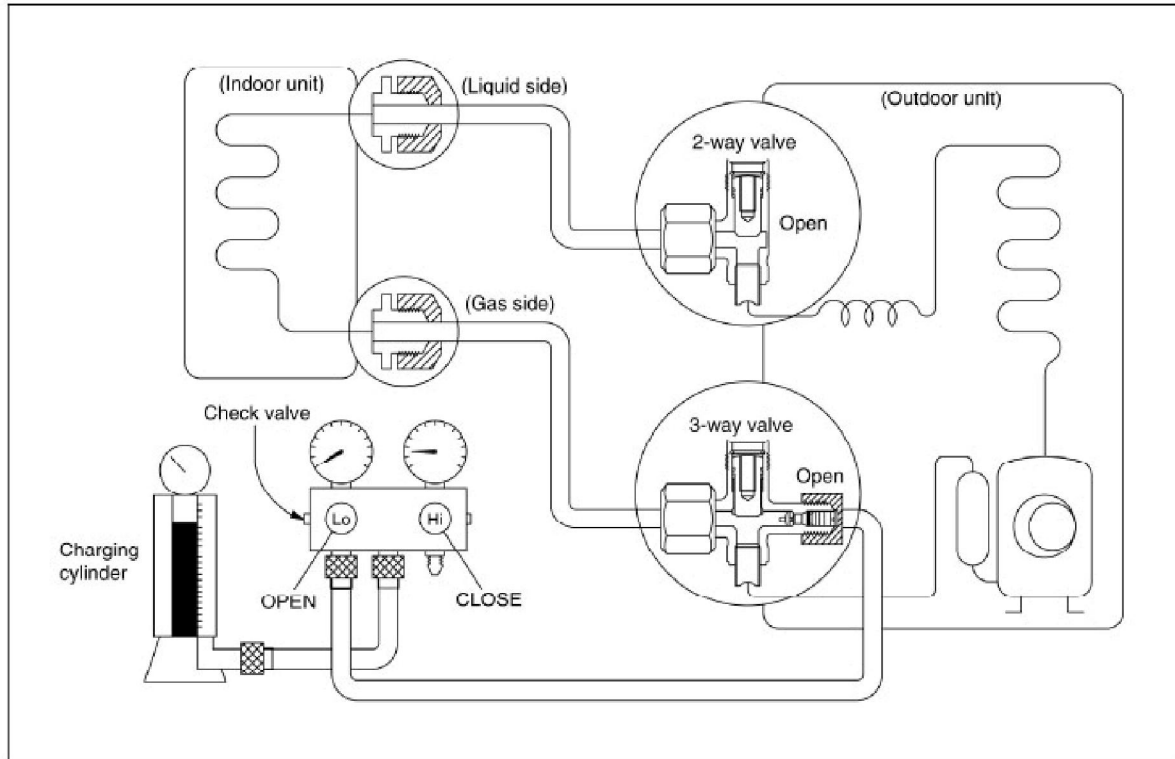 (Indoor unit)
(Liquid side)
(Outdoor unit)
2-way valve
Open
(Gas side)
Check valve
3-way valve
Open
Lo
Hi
Charging
cylinder
OPEN
CLOSE